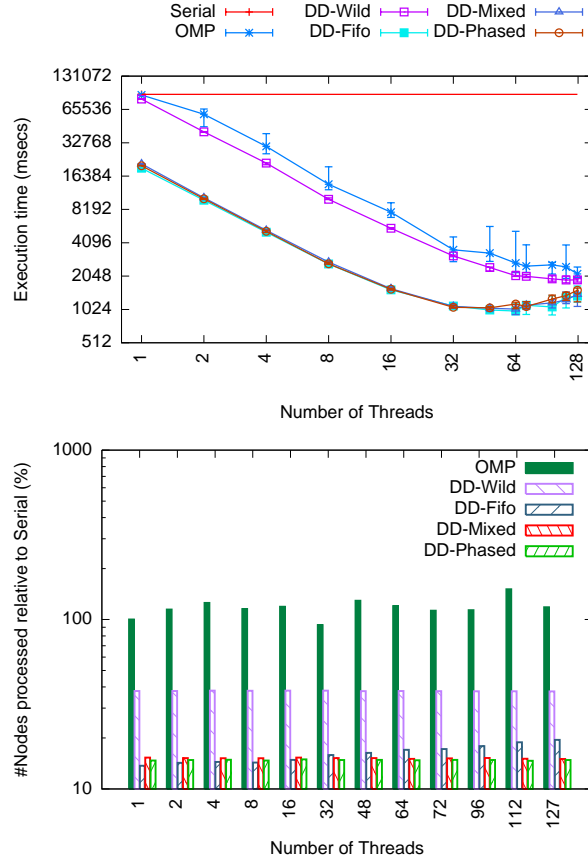 Serial
OMP
DD-Wild
DD-Fifo
DD-Mixed
DD-Phased
Execution time (msecs)
131072
65536
32768
16384
8192
4096
2048
1024
512
1 2 4 8 16 32 64 128
Number of Threads
#Nodes processed relative to Serial (%)
1000
100
10
OMP
DD-Wild
DD-Fifo
DD-Mixed
DD-Phased
1 2 4 8 16 32 48 64 72 96 112 127
Number of Threads